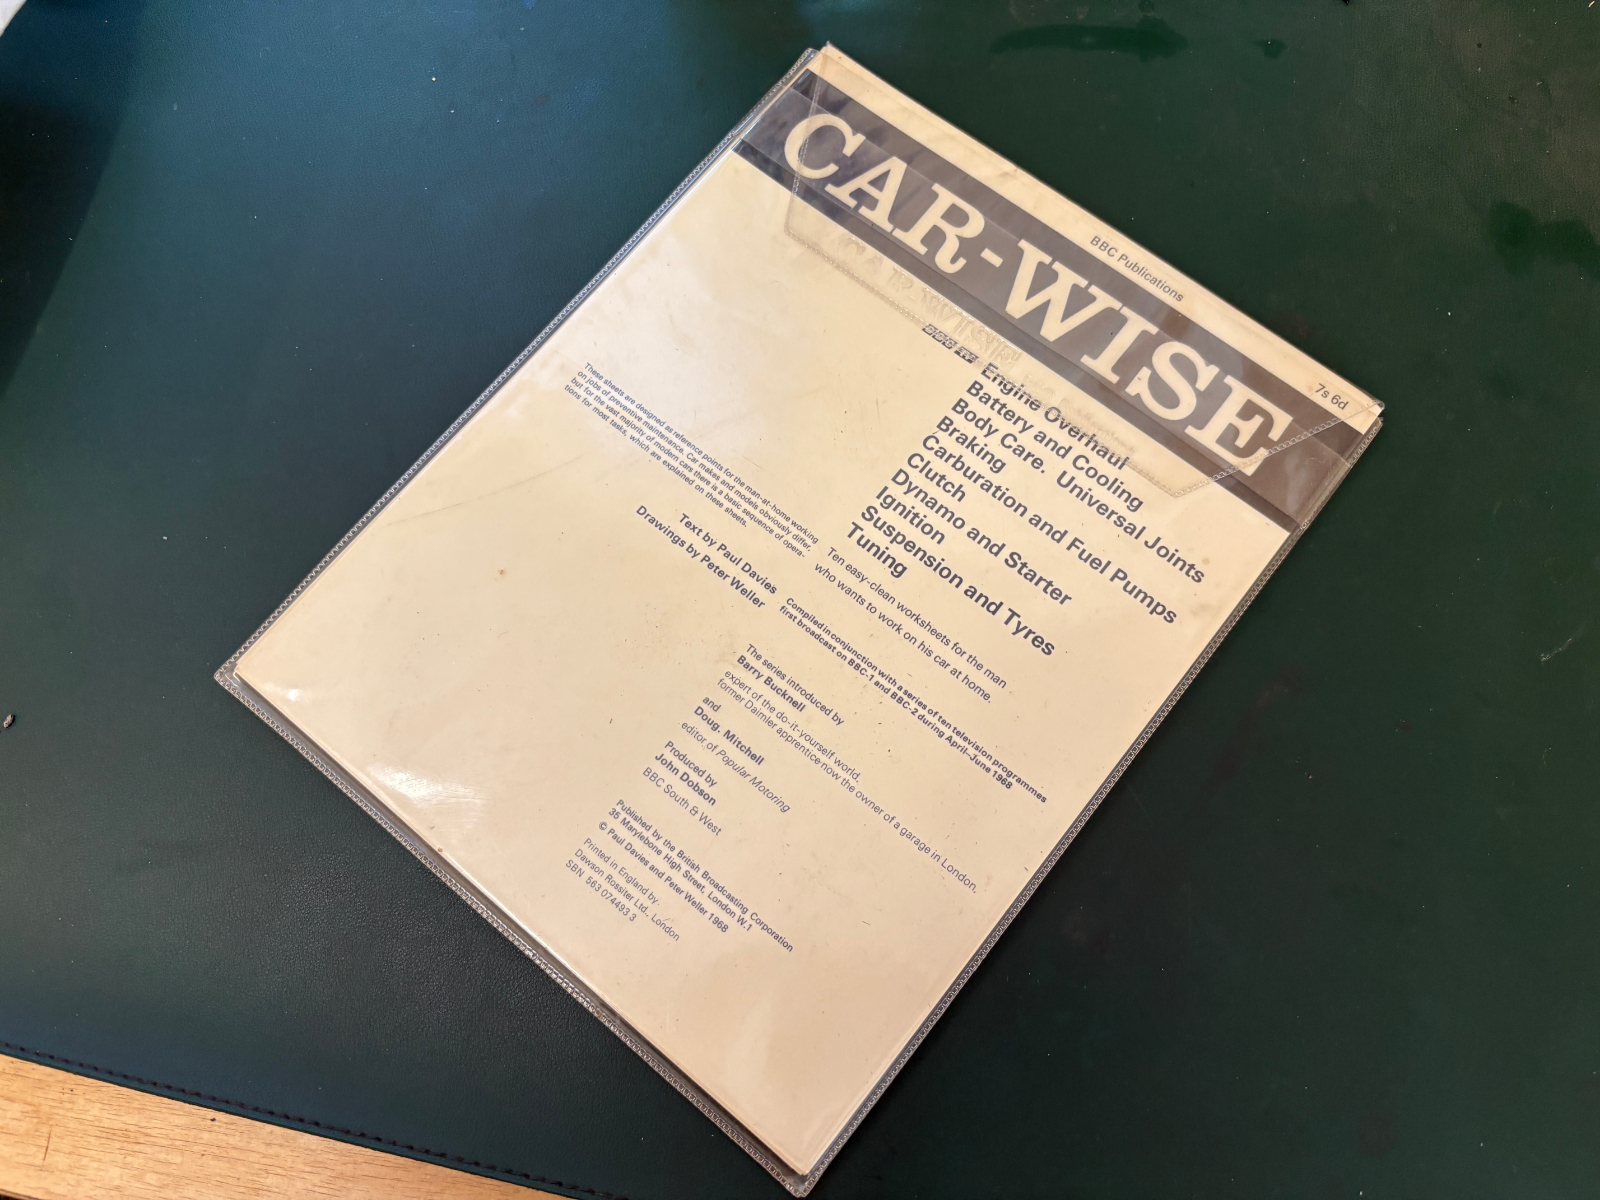 BBC Publications
7s 6d
CAR-WISE
CAR WISE
BBC TV
Engine Overhaul
Battery and Cooling
Body Care. Universal Joints
Braking
Carburation and Fuel Pumps
Clutch
Dynamo and Starter
Ignition
Suspension and Tyres
Tuning
Ten easy-clean worksheets for the man
who wants to work on his car at home.
These sheets are designed as reference points for the man-at-home working
on jobs of preventive maintenance. Car makes and models obviously differ,
but for the vast majority of modern cars there is a basic sequence of opera-
tions for most tasks, which are explained on these sheets.
Text by Paul Davies
Drawings by Peter Weller
Compiled in conjunction with a series of ten television programmes
first broadcast on BBC-1 and BBC-2 during April–June 1968
The series introduced by
Barry Bucknell
expert of the do-it-yourself world,
former Daimler apprentice now the owner of a garage in London.
and
Doug. Mitchell
editor of Popular Motoring
Produced by
John Dobson
BBC South & West
Published by the British Broadcasting Corporation
35 Marylebone High Street, London W.1
© Paul Davies and Peter Weller 1968
Printed in England by
Dawson Rossiter Ltd., London
SBN 563 074493 3